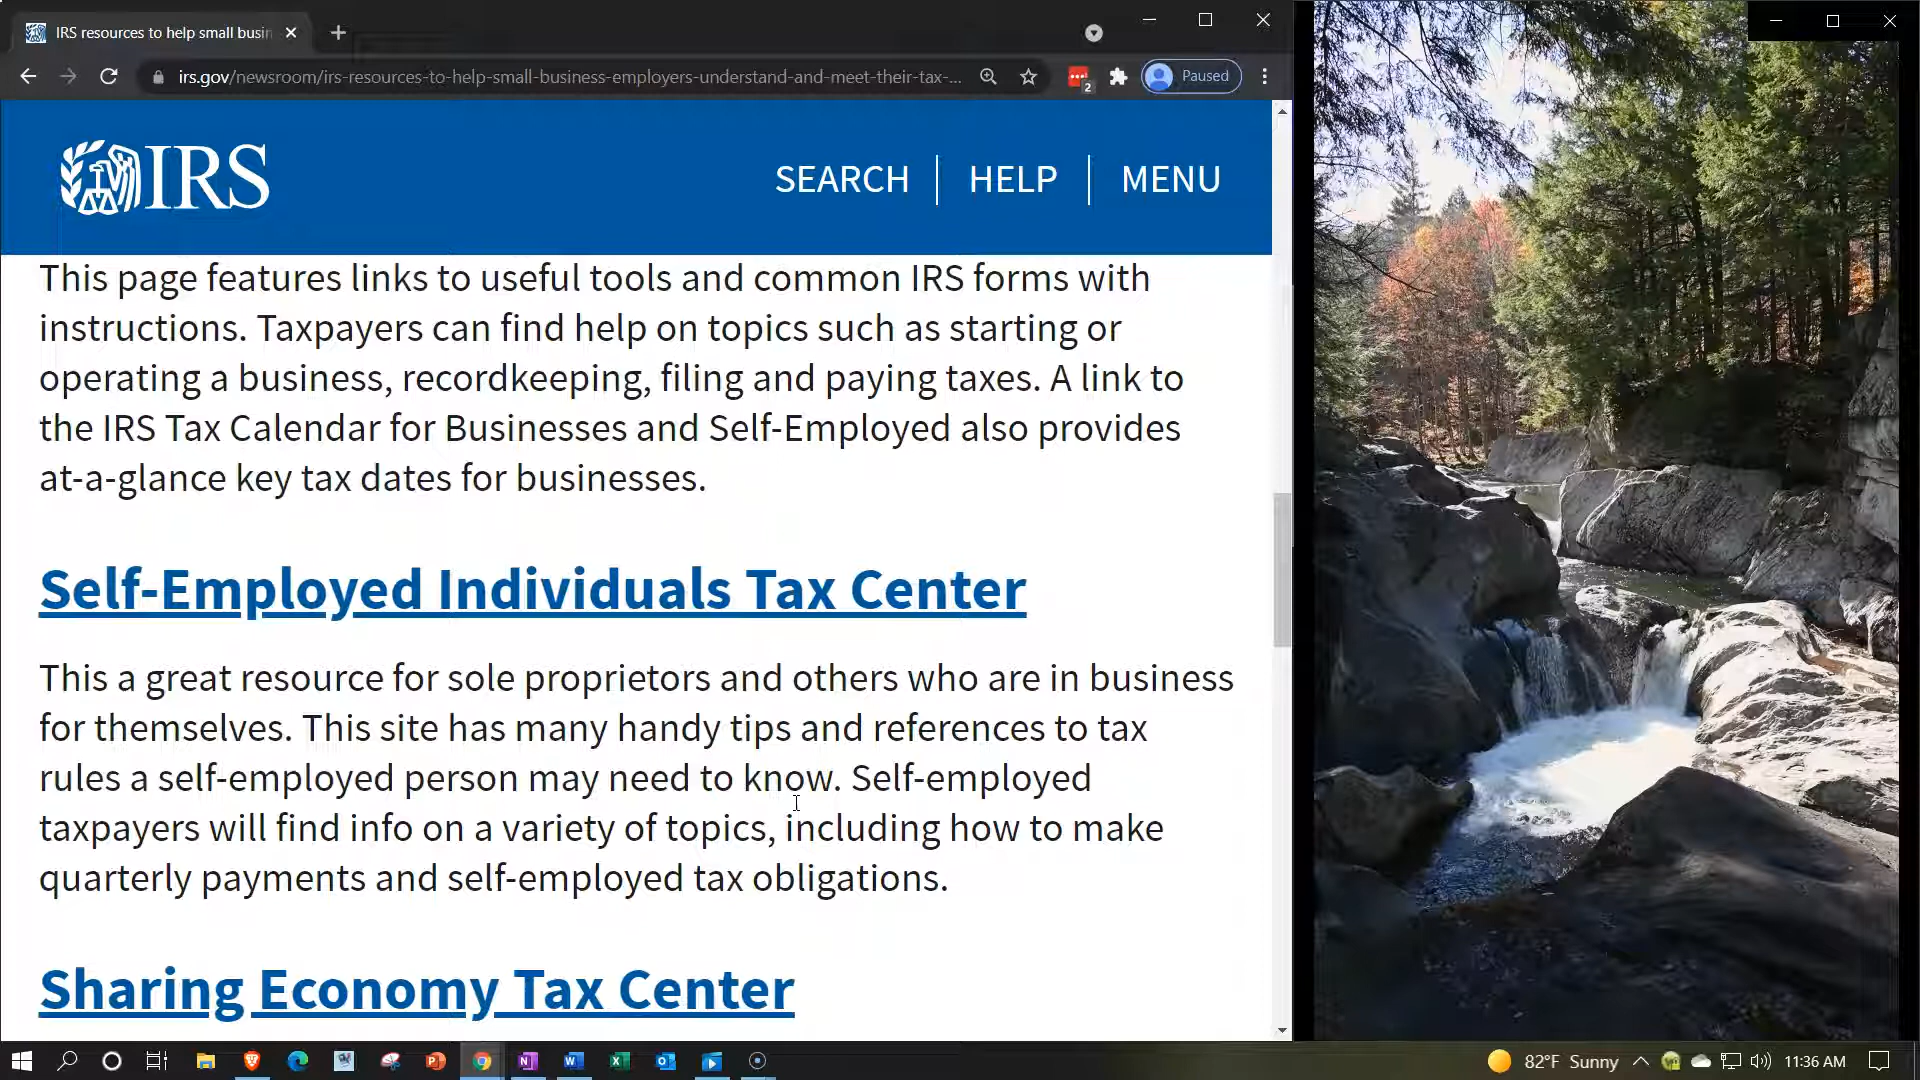 IRS resources to help small busin
irs.gov/newsroom/irs-resources-to-help-small-business-employers-understand-and-meet-their-tax-...
2
Paused
IRS
SEARCH | HELP | MENU
This page features links to useful tools and common IRS forms with
instructions. Taxpayers can find help on topics such as starting or
operating a business, recordkeeping, filing and paying taxes. A link to
the IRS Tax Calendar for Businesses and Self-Employed also provides
at-a-glance key tax dates for businesses.
Self-Employed Individuals Tax Center
This a great resource for sole proprietors and others who are in business
for themselves. This site has many handy tips and references to tax
rules a self-employed person may need to know. Self-employed
taxpayers will find info on a variety of topics, including how to make
quarterly payments and self-employed tax obligations.
Sharing Economy Tax Center
82°F Sunny
11:36 AM